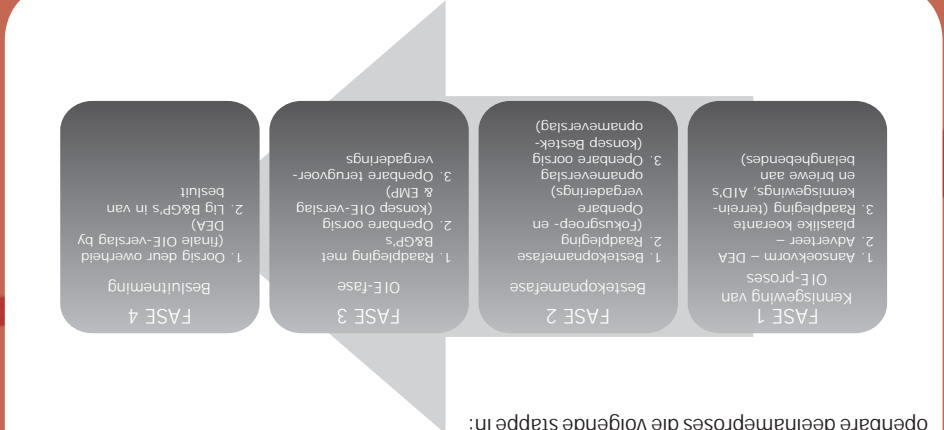 openbare deelnameproses die volgende stappe in:
FASE 1
Kennisgewing van
OIE-proses
1. Aansoekvorm – DEA
2. Adverteer –
plaaslike koerante
3. Raadpleging (terrein-
kennisgewings, AID's
en briewe aan
belanghebbendes)
FASE 2
Bestekopnamefase
1. Bestekopnamefase
2. Raadpleging
(Fokusgroep- en
Openbare
vergaderings)
opnameverslag
3. Openbare oorsig
(konsep Bestek-
opnameverslag)
FASE 3
OIE-fase
1. Raadpleging met
B&GP's
2. Openbare oorsig
(konsep OIE-verslag
& EMP)
3. Openbare terugvoer-
vergaderings
FASE 4
Besluitneming
1. Oorsig deur owerheid
(finale OIE-verslag by
DEA)
2. Lig B&GP's in van
besluit